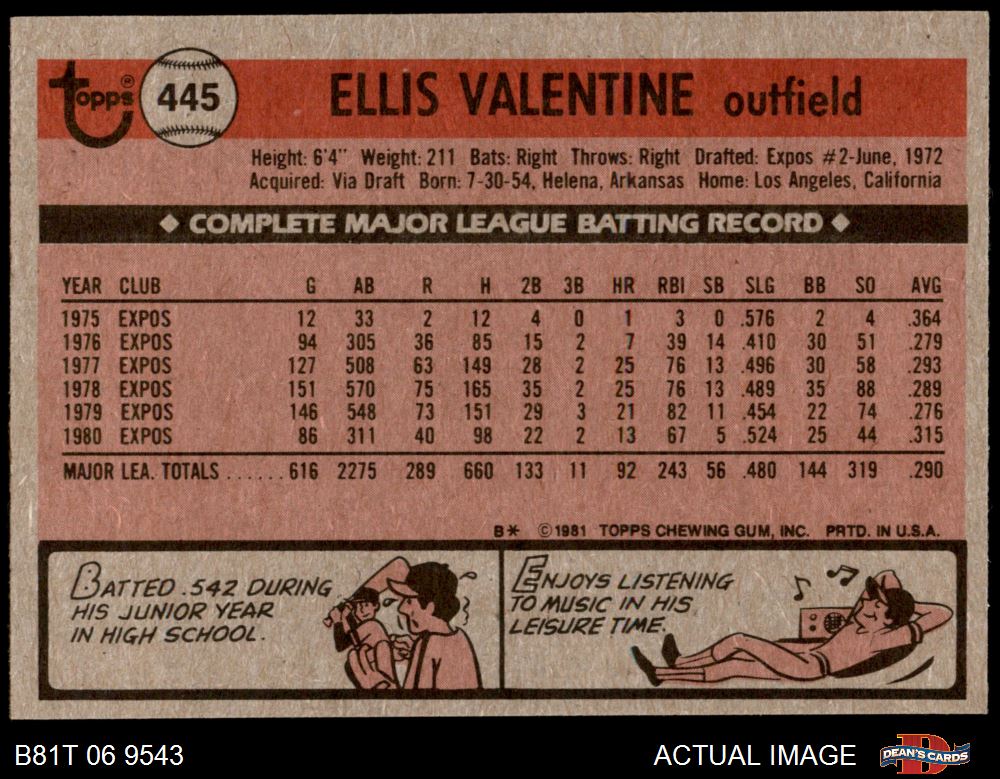 Topps® 445 ELLIS VALENTINE outfield
Height: 6'4" Weight: 211 Bats: Right Throws: Right Drafted: Expos #2-June, 1972
Acquired: Via Draft Born: 7-30-54, Helena, Arkansas Home: Los Angeles, California
◆ COMPLETE MAJOR LEAGUE BATTING RECORD ◆
YEAR CLUB G AB R H 2B 3B HR RBI SB SLG BB SO AVG
1975 EXPOS 12 33 2 12 4 0 1 3 0 .576 2 4 .364
1976 EXPOS 94 305 36 85 15 2 7 39 14 .410 30 51 .279
1977 EXPOS 127 508 63 149 28 2 25 76 13 .496 30 58 .293
1978 EXPOS 151 570 75 165 35 2 25 76 13 .489 35 88 .289
1979 EXPOS 146 548 73 151 29 3 21 82 11 .454 22 74 .276
1980 EXPOS 86 311 40 98 22 2 13 67 5 .524 25 44 .315
MAJOR LEA. TOTALS ...... 616 2275 289 660 133 11 92 243 56 .480 144 319 .290
B* ©1981 TOPPS CHEWING GUM, INC. PRTD. IN U.S.A.
BATTED .542 DURING
HIS JUNIOR YEAR
IN HIGH SCHOOL.
ENJOYS LISTENING
TO MUSIC IN HIS
LEISURE TIME.
B81T 06 9543 ACTUAL IMAGE DEAN'S CARDS